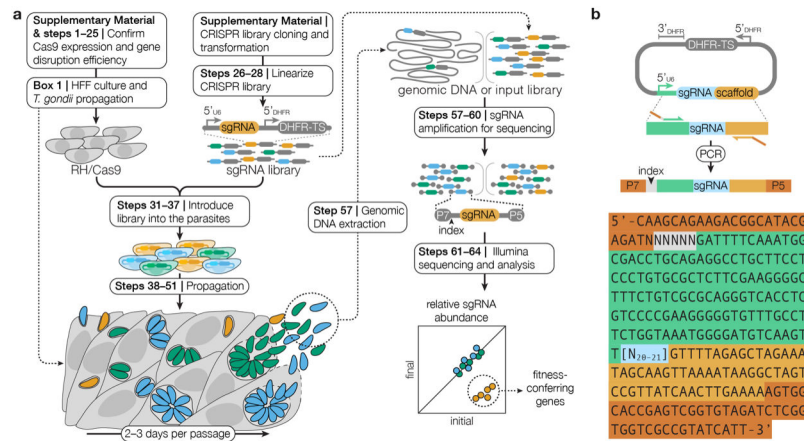 a
Supplementary Material
& steps 1–25 | Confirm
Cas9 expression and gene
disruption efficiency
Supplementary Material |
CRISPR library cloning and
transformation
Box 1 | HFF culture and
T. gondii propagation
Steps 26–28 | Linearize
CRISPR library
RH/Cas9
5′U6
5′DHFR
sgRNA
DHFR-TS
sgRNA library
Steps 31–37 | Introduce
library into the parasites
Steps 38–51 | Propagation
2–3 days per passage
Step 57 | Genomic
DNA extraction
genomic DNA or input library
Steps 57–60 | sgRNA
amplification for sequencing
P7
sgRNA
P5
index
Steps 61–64 | Illumina
sequencing and analysis
relative sgRNA
abundance
final
initial
fitness-
conferring
genes
b
3′DHFR
5′DHFR
DHFR-TS
5′U6
sgRNA
scaffold
sgRNA
PCR
index
P7
sgRNA
P5
5'-CAAGCAGAAGACGGCATACG
AGATNNNNNNGATTTTCAAATGG
CGACCTGCAGAGGCCTGCTTCCT
CCCTGTGCGCTCTTCGAAGGGGC
TTTCTGTCGCGCAGGGTCACCTC
GTCCCCGAAGGGGGTGTTTGCCT
TCTGGTAAATGGGGATGTCAAGT
T[N20-21]GTTTTAGAGCTAGAAA
TAGCAAGTTAAAATAAGGCTAGT
CCGTTATCAACTTGAAAAAGTGG
CACCGAGTCGGTGTAGATCTCGG
TGGTCGCCGTATCATT-3'